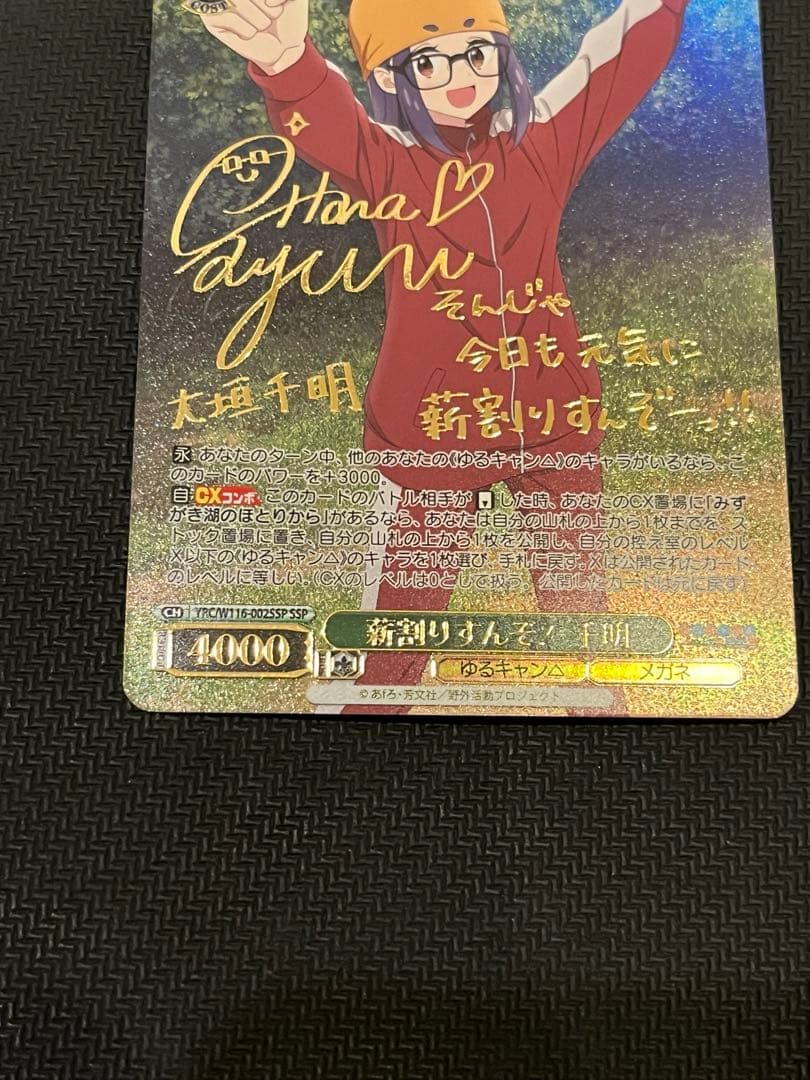 COST
Hara
ayumi
そんじゃ
今日も元気に
大垣千明
薪割りすんぞーっ!!
永 あなたのターン中、他のあなたの《ゆるキャン△》のキャラがいるなら、こ
のカードのパワーを+3000。
自 CXコンボ このカードのバトル相手が した時、あなたのCX置場に「みず
がき湖のほとりから」があるなら、あなたは自分の山札の上から1枚までを、ス
トック置場に置き、自分の山札の上から1枚を公開し、自分の控え室のレベル
X以下の《ゆるキャン△》のキャラを1枚選び、手札に戻す。Xは公開されたカード
のレベルに等しい。(CXのレベルは0として扱う。公開したカードは元に戻す)
CH YRC/W116-002SSP SSP
4000
薪割りすんぞ! 千明
ゆるキャン△ メガネ
©あfろ・芳文社/野外活動プロジェクト